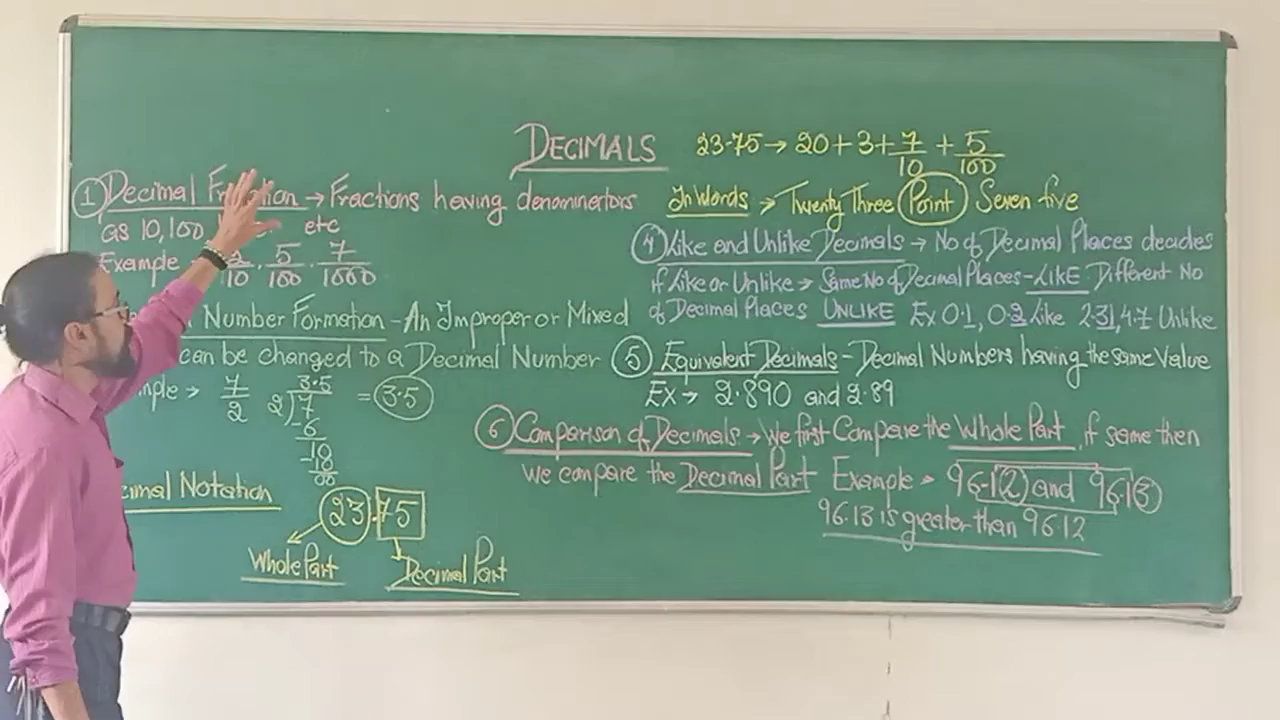 DECIMALS
23.75 → 20 + 3 + 7/10 + 5/100
① Decimal → Fractions having denominators
as 10, 100 etc
Example /10, 5/100, 7/1000
Number Formation - An Improper or Mixed
can be changed to a Decimal Number
7/2 2)7 3.5 = 3.5
-6
10
-10
00
Notation
23.75
Whole Part Decimal Part
In Words → Twenty Three Point Seven five
④ Like and Unlike Decimals → No of Decimal Places decides
if Like or Unlike → Same No of Decimal Places - LIKE Different No
of Decimal Places UNLIKE Ex 0.1, 0.2 Like 2.31, 4.7 Unlike
⑤ Equivalent Decimals - Decimal Numbers having the same Value
Ex → 2.890 and 2.89
⑥ Comparison of Decimals → We first Compare the Whole Part, if same then
we compare the Decimal Part Example → 96.12 and 96.13
96.13 is greater than 96.12